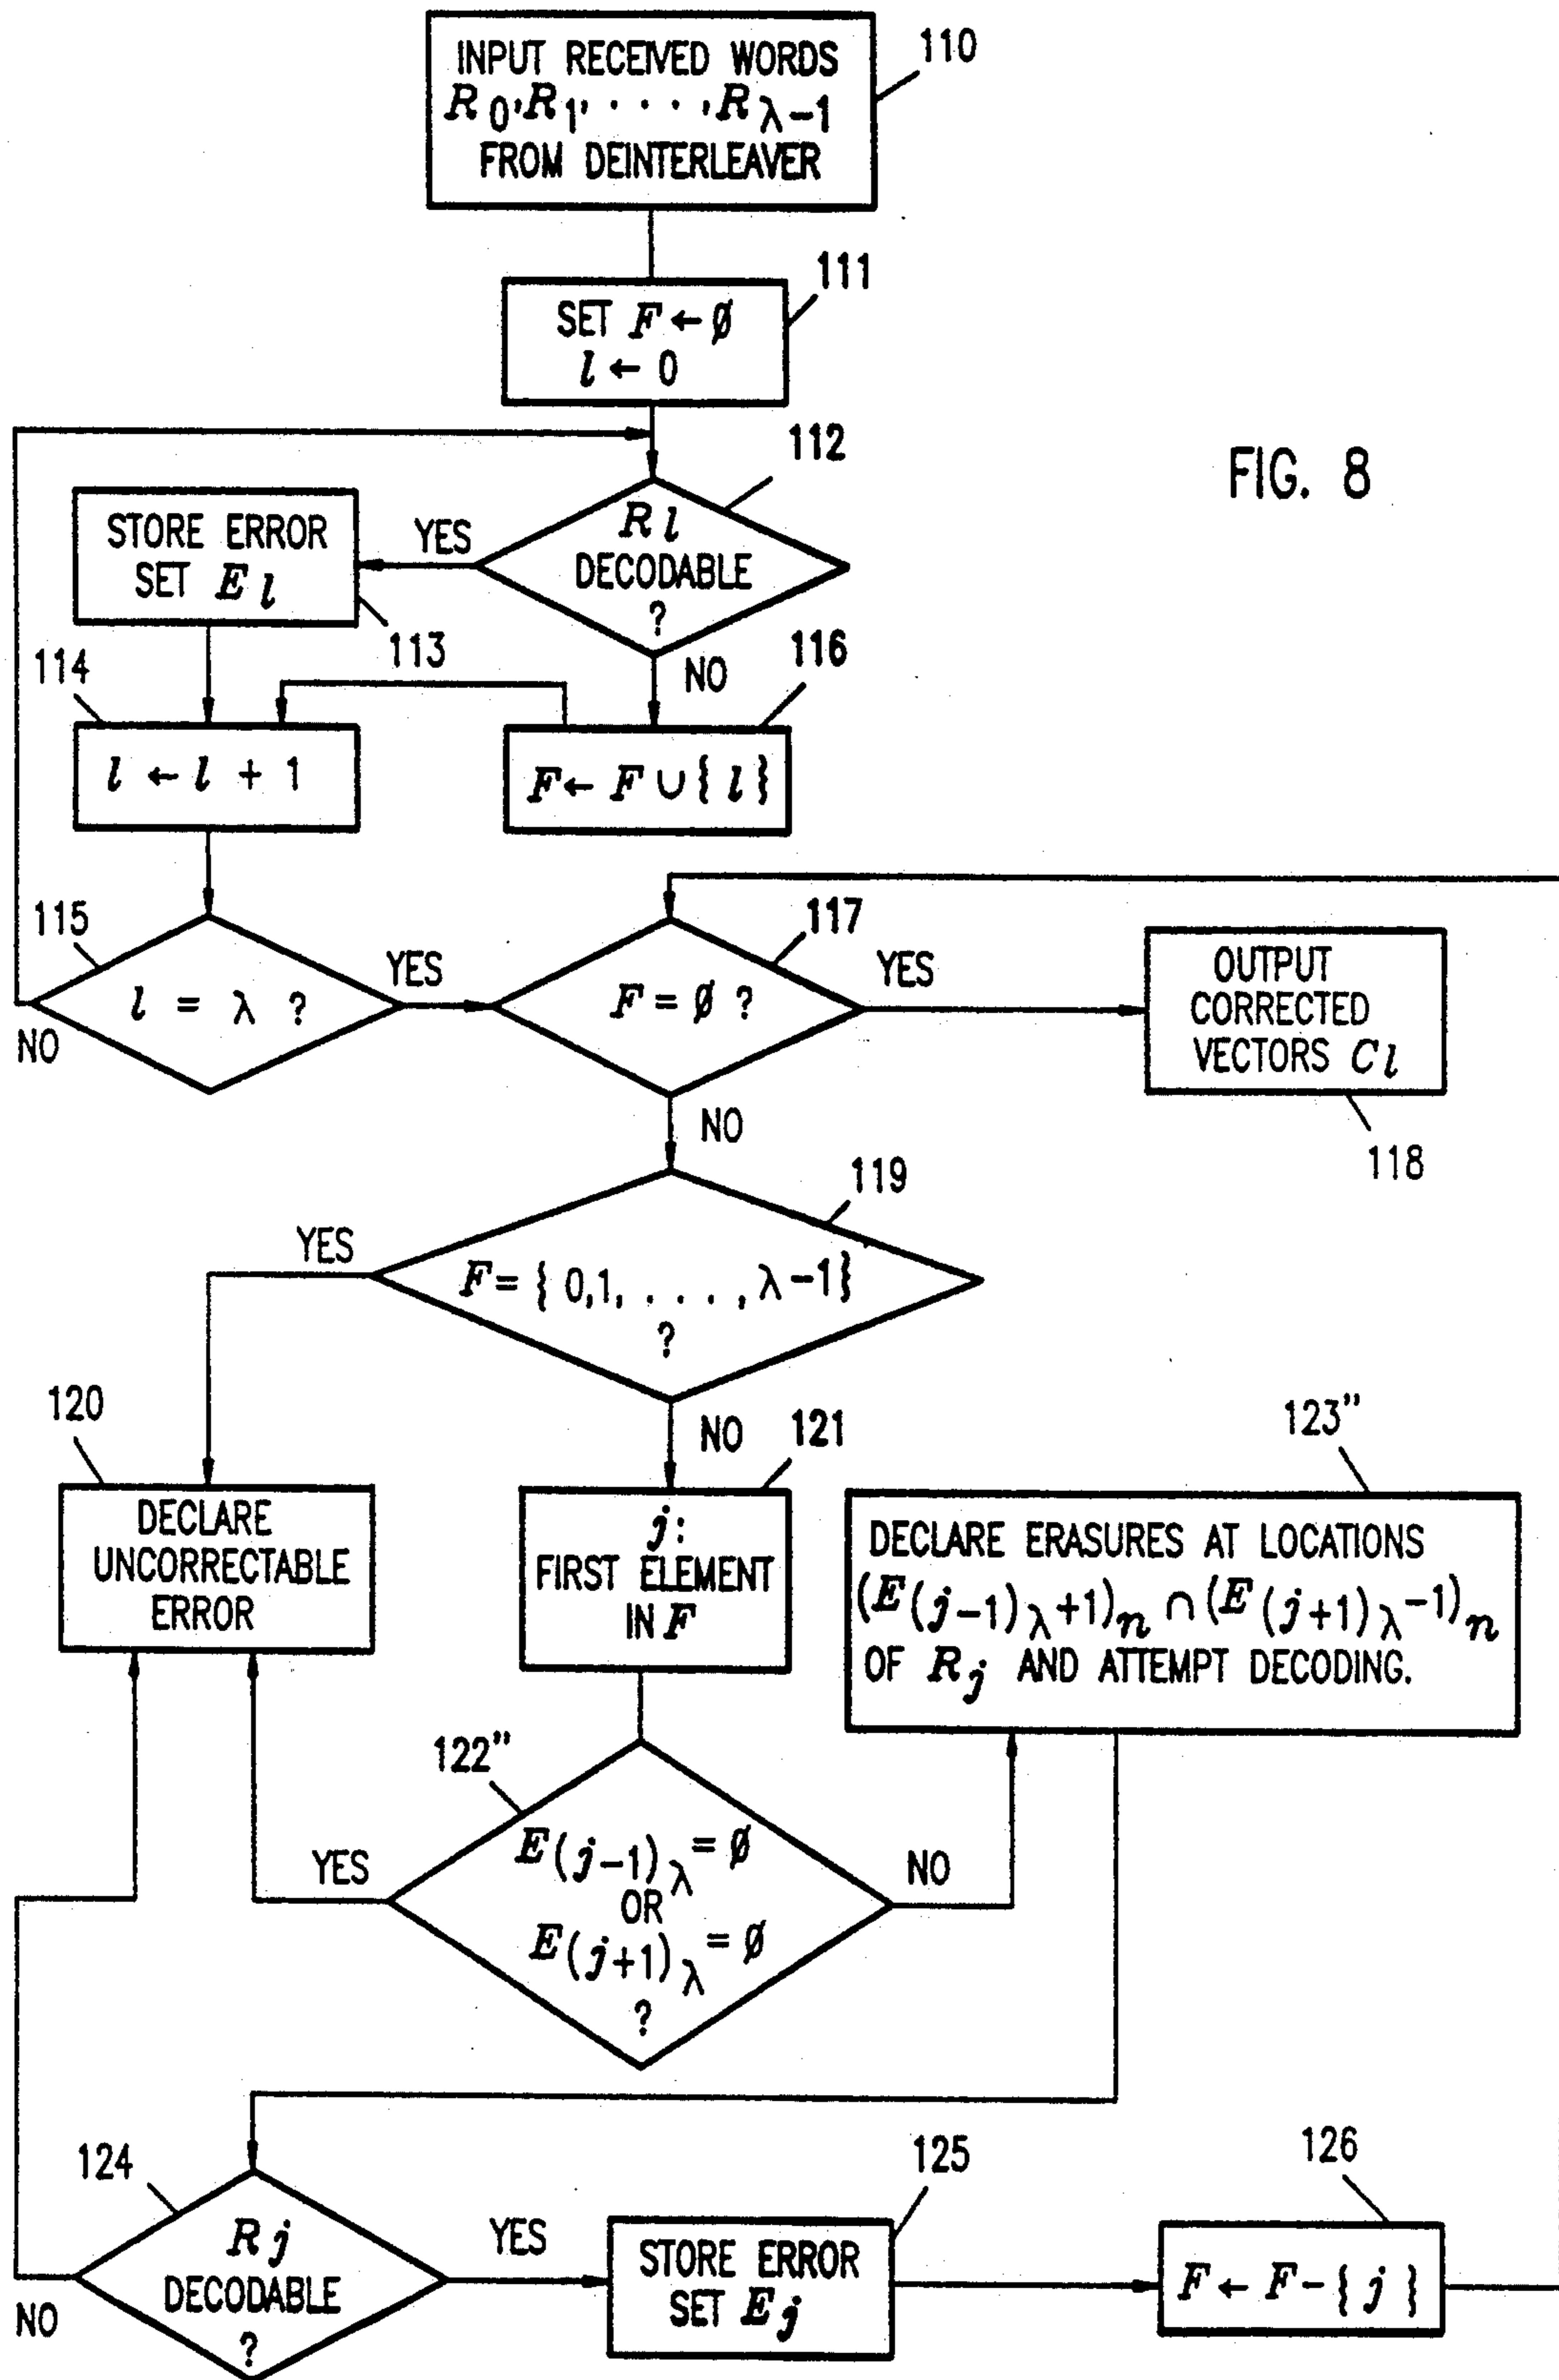 INPUT RECEIVED WORDS
R0,R1,....,Rλ−1
FROM DEINTERLEAVER
110
SET F ← ∅
l ← 0
111
FIG. 8
112
Rl
DECODABLE
?
YES
NO
STORE ERROR
SET El
113
114
l ← l + 1
116
F ← F ∪ { l }
115
l = λ ?
NO
YES
117
F = ∅ ?
YES
NO
OUTPUT
CORRECTED
VECTORS Cl
118
119
F = { 0,1, . . . , λ−1}
?
YES
NO
120
DECLARE
UNCORRECTABLE
ERROR
121
j:
FIRST ELEMENT
IN F
123"
DECLARE ERASURES AT LOCATIONS
(E(j−1)λ+1)n ∩ (E(j+1)λ−1)n
OF Rj AND ATTEMPT DECODING.
122"
E(j−1)λ = ∅
OR
E(j+1)λ = ∅
?
YES
NO
124
Rj
DECODABLE
?
NO
YES
125
STORE ERROR
SET Ej
126
F ← F − { j }